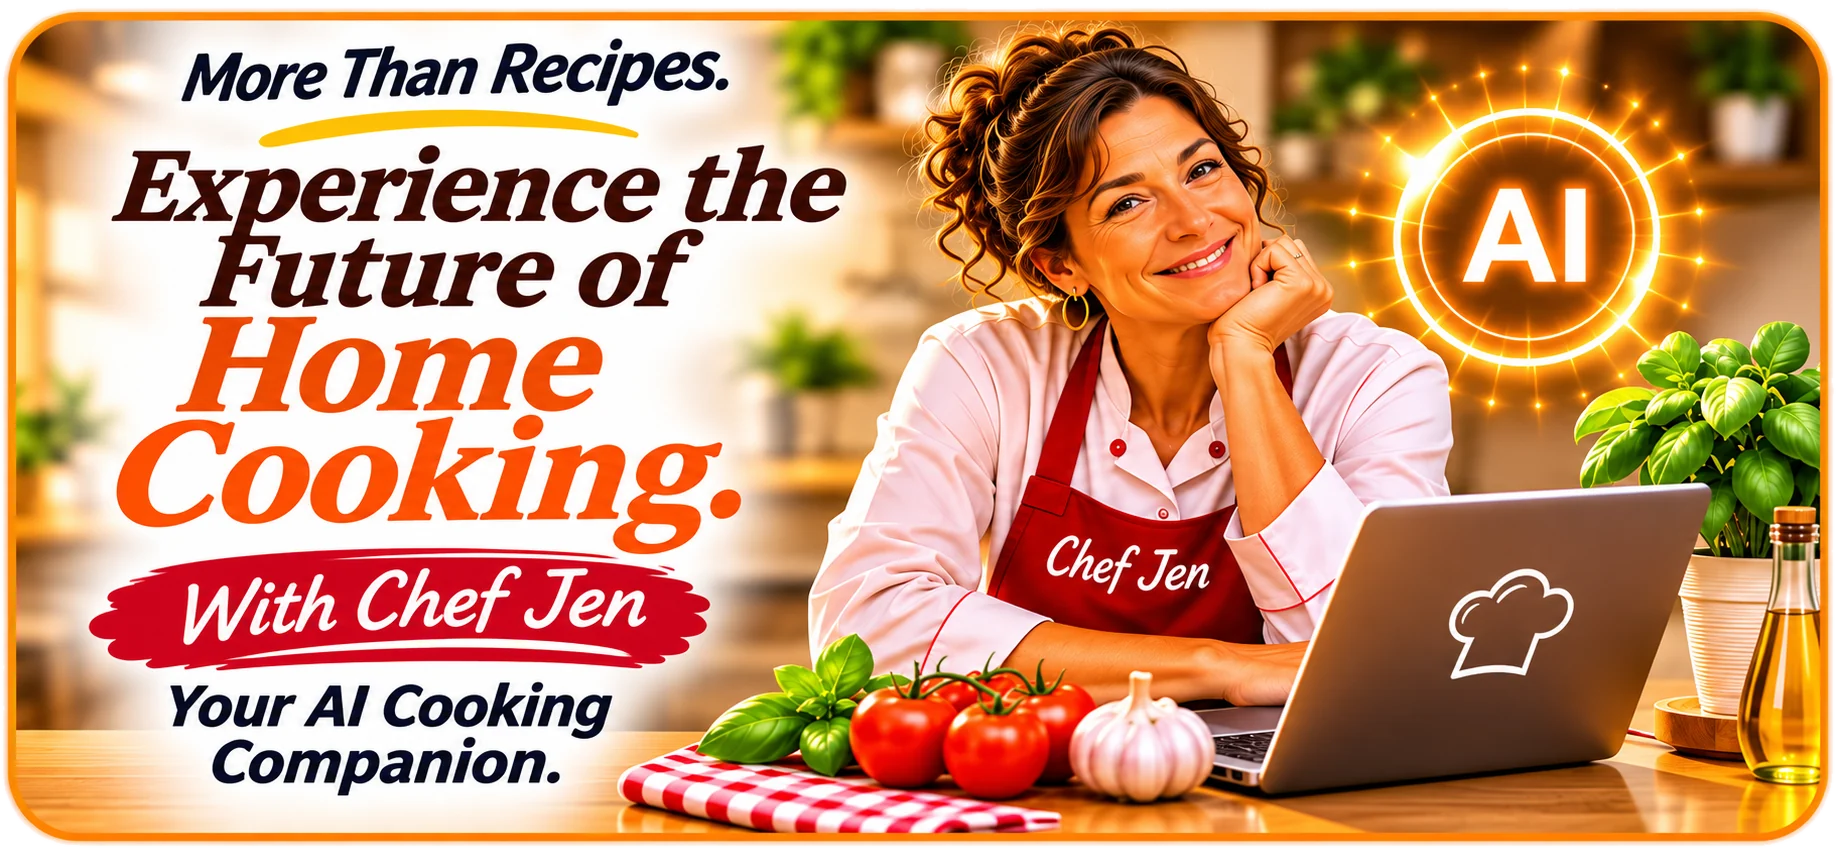 More Than Recipes.
Experience the
Future of
Home
Cooking.
With Chef Jen
Your AI Cooking
Companion.
Chef Jen
AI